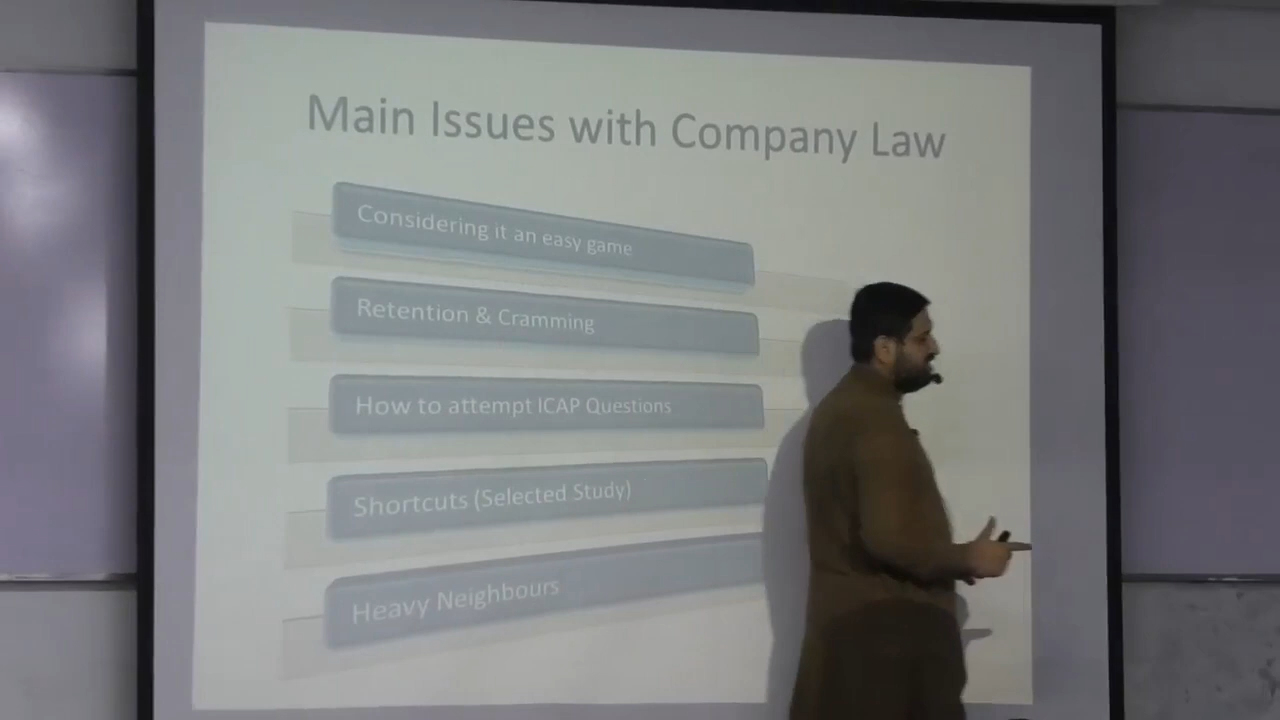 Main Issues with Company Law
Considering it an easy game
Retention & Cramming
How to attempt ICAP Questions
Shortcuts (Selected Study)
Heavy Neighbours